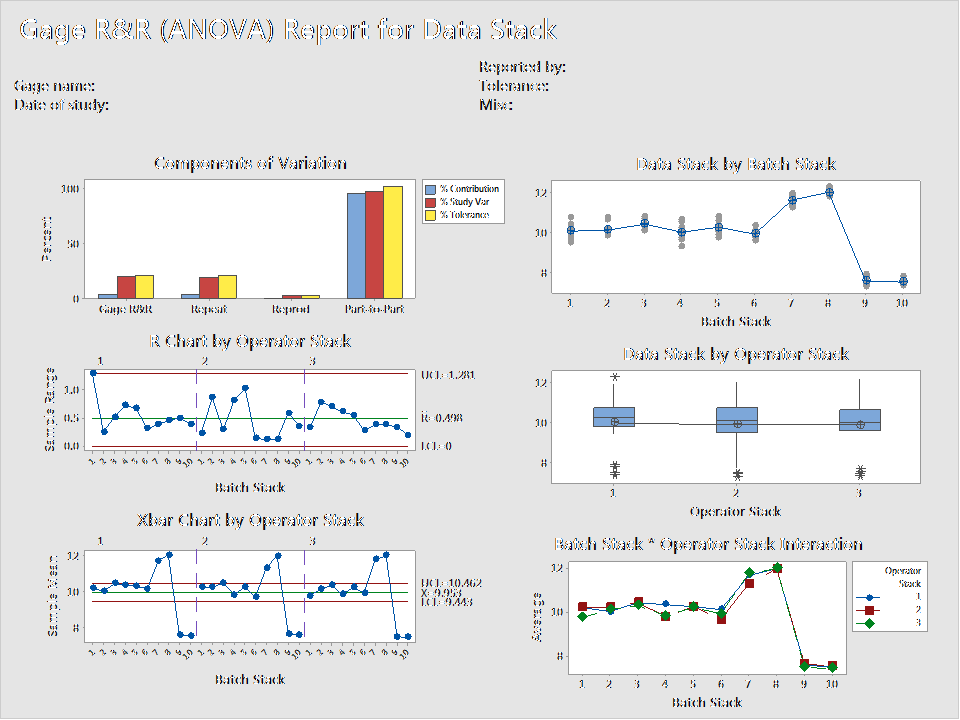 Gage R&R (ANOVA) Report for Data Stack
Reported by:
Gage name:
Tolerance:
Date of study:
Misc:
Components of Variation
100
50
0
Percent
Gage R&R
Repeat
Reprod
Part-to-Part
% Contribution
% Study Var
% Tolerance
Data Stack by Batch Stack
12
10
8
1 2 3 4 5 6 7 8 9 10
Batch Stack
R Chart by Operator Stack
1 2 3
1.0
0.5
0.0
Sample Range
UCL=1.281
R=0.498
LCL=0
1 2 3 4 5 6 7 8 9 10 1 2 3 4 5 6 7 8 9 10 1 2 3 4 5 6 7 8 9 10
Batch Stack
Data Stack by Operator Stack
12
10
8
1 2 3
Operator Stack
Xbar Chart by Operator Stack
1 2 3
12
10
8
Sample Mean
UCL=10.462
X=9.953
LCL=9.443
1 2 3 4 5 6 7 8 9 10 1 2 3 4 5 6 7 8 9 10 1 2 3 4 5 6 7 8 9 10
Batch Stack
Batch Stack * Operator Stack Interaction
12
10
8
Average
1 2 3 4 5 6 7 8 9 10
Batch Stack
Operator
Stack
1
2
3